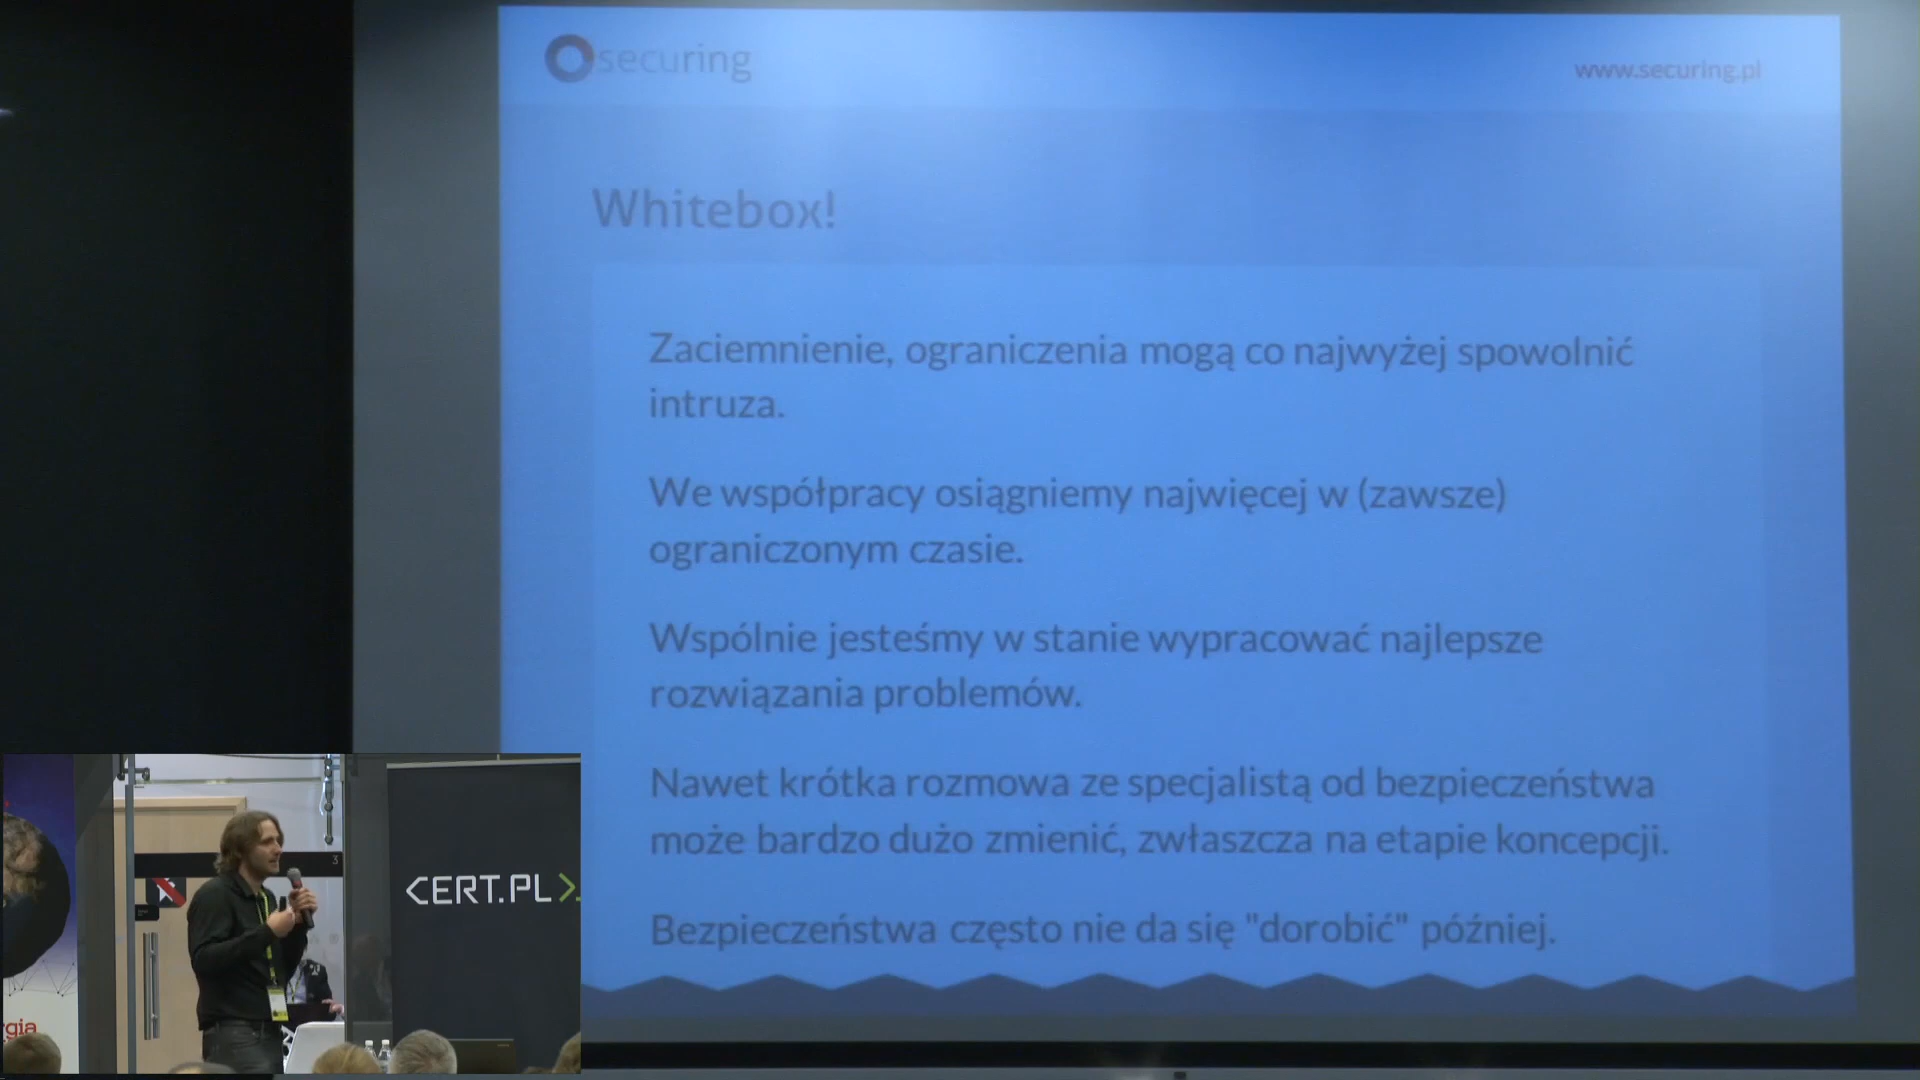 securing
www.securing.pl
Whitebox!
Zaciemnienie, ograniczenia mogą co najwyżej spowolnić
intruza.
We współpracy osiągniemy najwięcej w (zawsze)
ograniczonym czasie.
Wspólnie jesteśmy w stanie wypracować najlepsze
rozwiązania problemów.
Nawet krótka rozmowa ze specjalistą od bezpieczeństwa
może bardzo dużo zmienić, zwłaszcza na etapie koncepcji.
Bezpieczeństwa często nie da się "dorobić" później.
3
CERT.PL>_